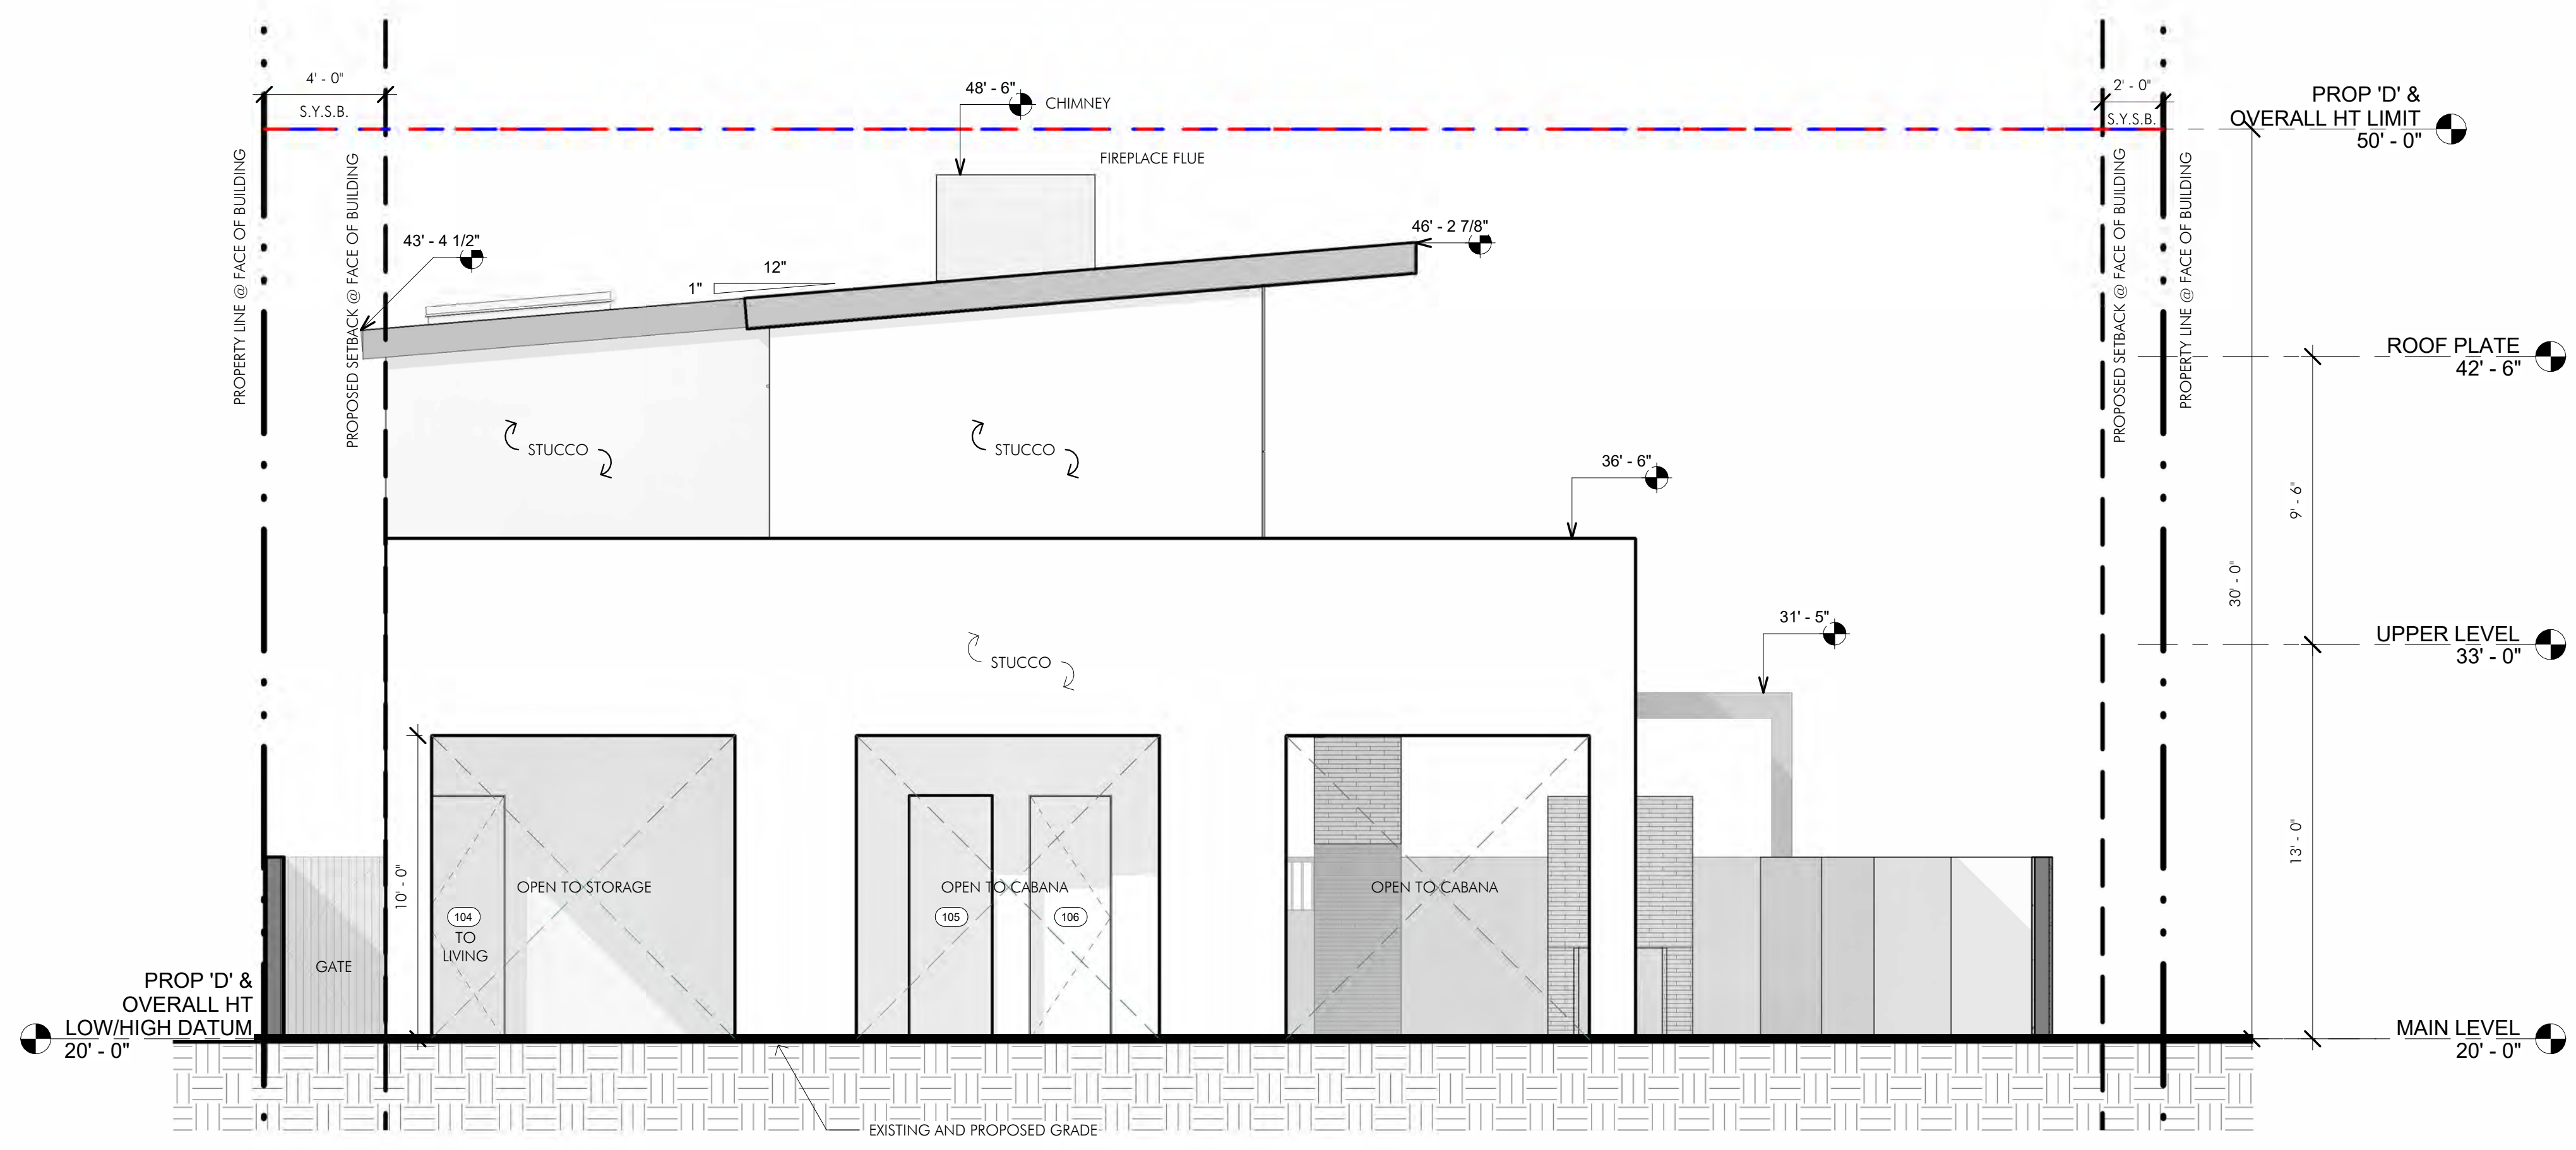 4' - 0"
S.Y.S.B.
48' - 6"
CHIMNEY
2' - 0"
S.Y.S.B.
PROP 'D' &
OVERALL HT LIMIT
50' - 0"
FIREPLACE FLUE
PROPERTY LINE @ FACE OF BUILDING
PROPOSED SETBACK @ FACE OF BUILDING
PROPOSED SETBACK @ FACE OF BUILDING
PROPERTY LINE @ FACE OF BUILDING
43' - 4 1/2"
46' - 2 7/8"
12"
1"
ROOF PLATE
42' - 6"
STUCCO
STUCCO
36' - 6"
9' - 6"
30' - 0"
31' - 5"
UPPER LEVEL
33' - 0"
STUCCO
10' - 0"
13' - 0"
OPEN TO STORAGE
OPEN TO CABANA
OPEN TO CABANA
104
TO
LIVING
105
106
GATE
PROP 'D' &
OVERALL HT
LOW/HIGH DATUM
20' - 0"
MAIN LEVEL
20' - 0"
EXISTING AND PROPOSED GRADE